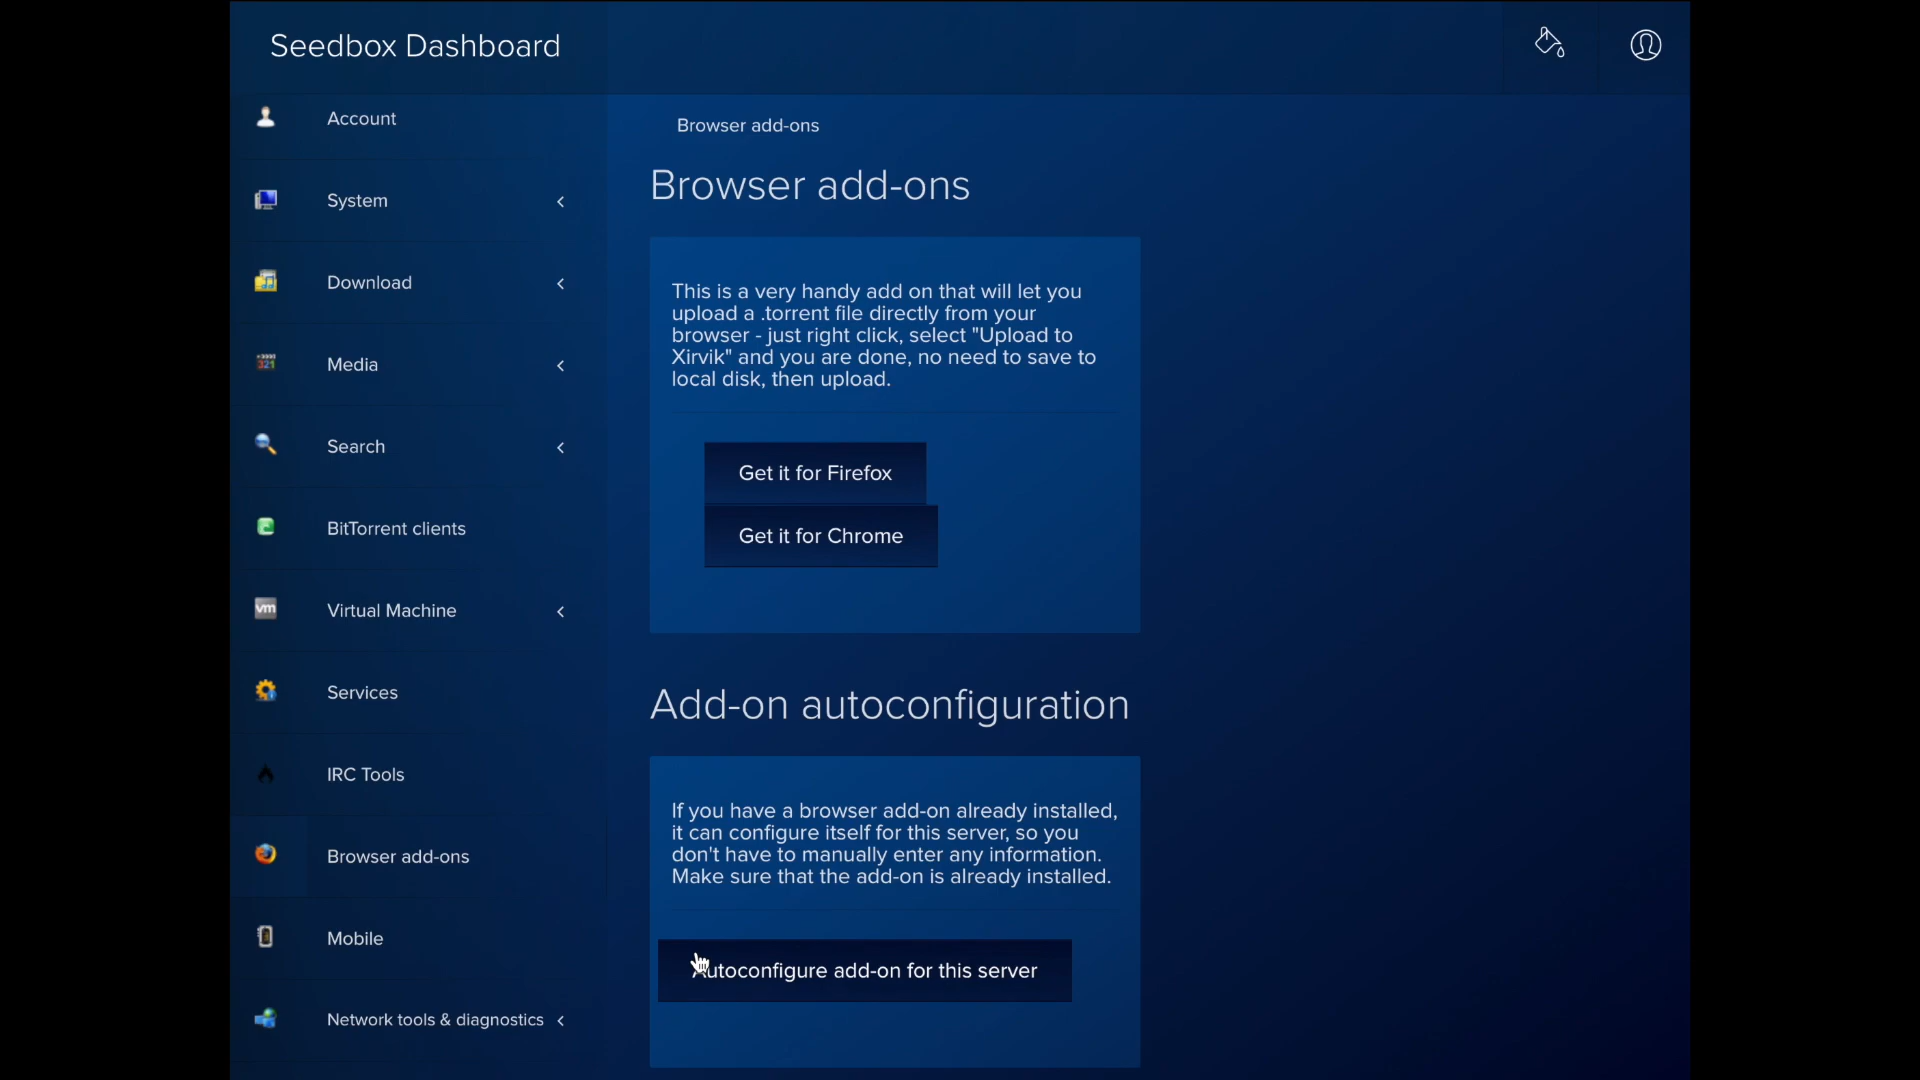 Seedbox Dashboard
Account
System
Download
Media
Search
BitTorrent clients
vm
Virtual Machine
Services
IRC Tools
Browser add-ons
Mobile
Network tools & diagnostics
Browser add-ons
Browser add-ons
This is a very handy add on that will let you
upload a .torrent file directly from your
browser - just right click, select "Upload to
Xirvik" and you are done, no need to save to
local disk, then upload.
Get it for Firefox
Get it for Chrome
Add-on autoconfiguration
If you have a browser add-on already installed,
it can configure itself for this server, so you
don't have to manually enter any information.
Make sure that the add-on is already installed.
Autoconfigure add-on for this server